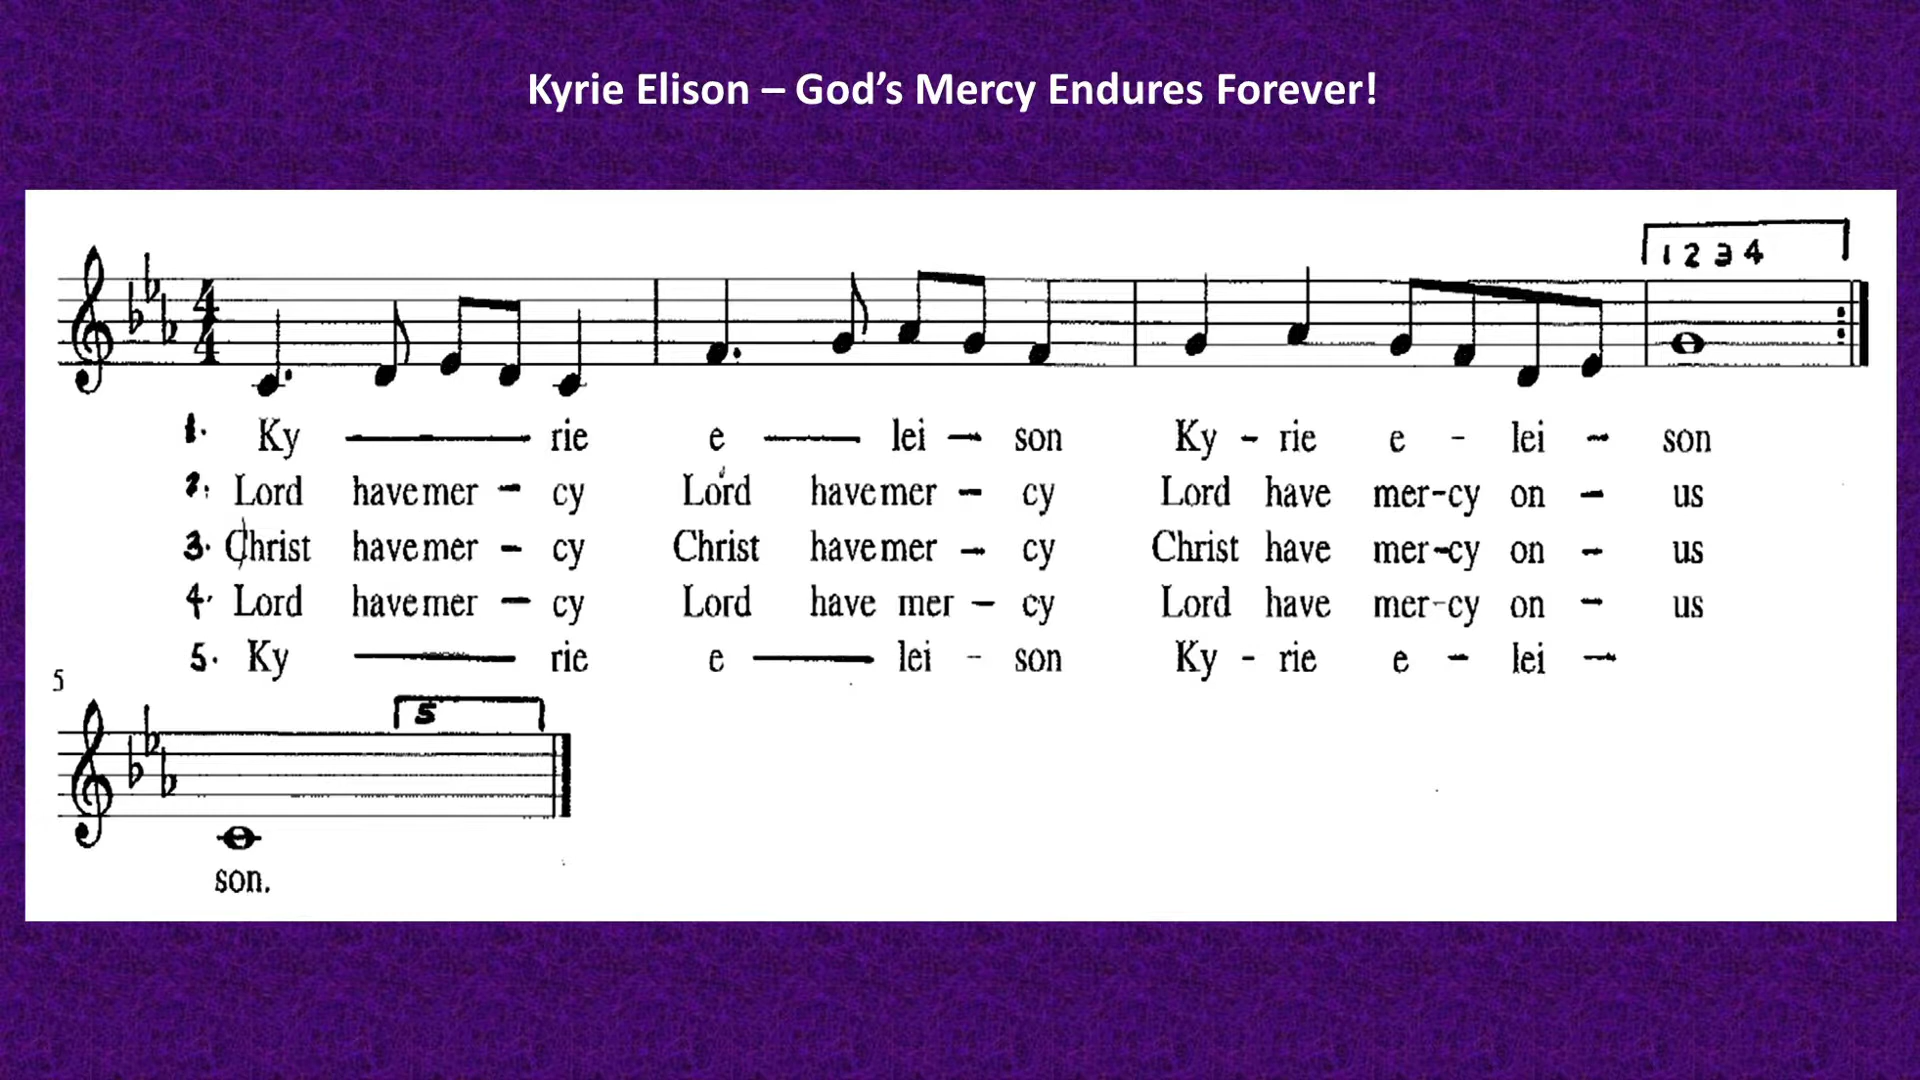 Kyrie Elison – God’s Mercy Endures Forever!
1 2 3 4
4
4
1. Ky — rie e — lei — son Ky - rie e - lei - son
2. Lord have mer - cy Lord have mer - cy Lord have mer-cy on - us
3. Christ have mer - cy Christ have mer - cy Christ have mer-cy on - us
4. Lord have mer - cy Lord have mer - cy Lord have mer-cy on - us
5. Ky — rie e — lei - son Ky - rie e - lei -
5
5
son.